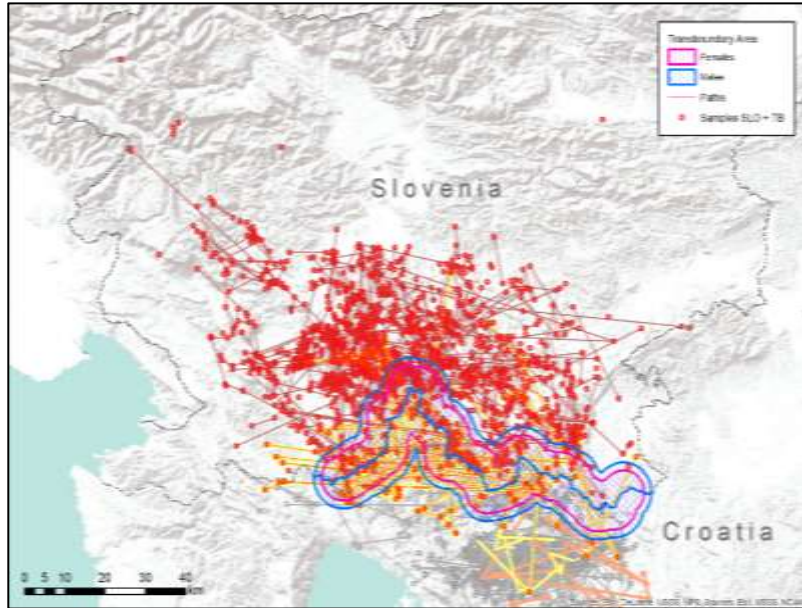 Transboundary Area
Females
Males
Paths
Samples SLO + TB
Slovenia
Croatia
0 5 10 20 30 40
km